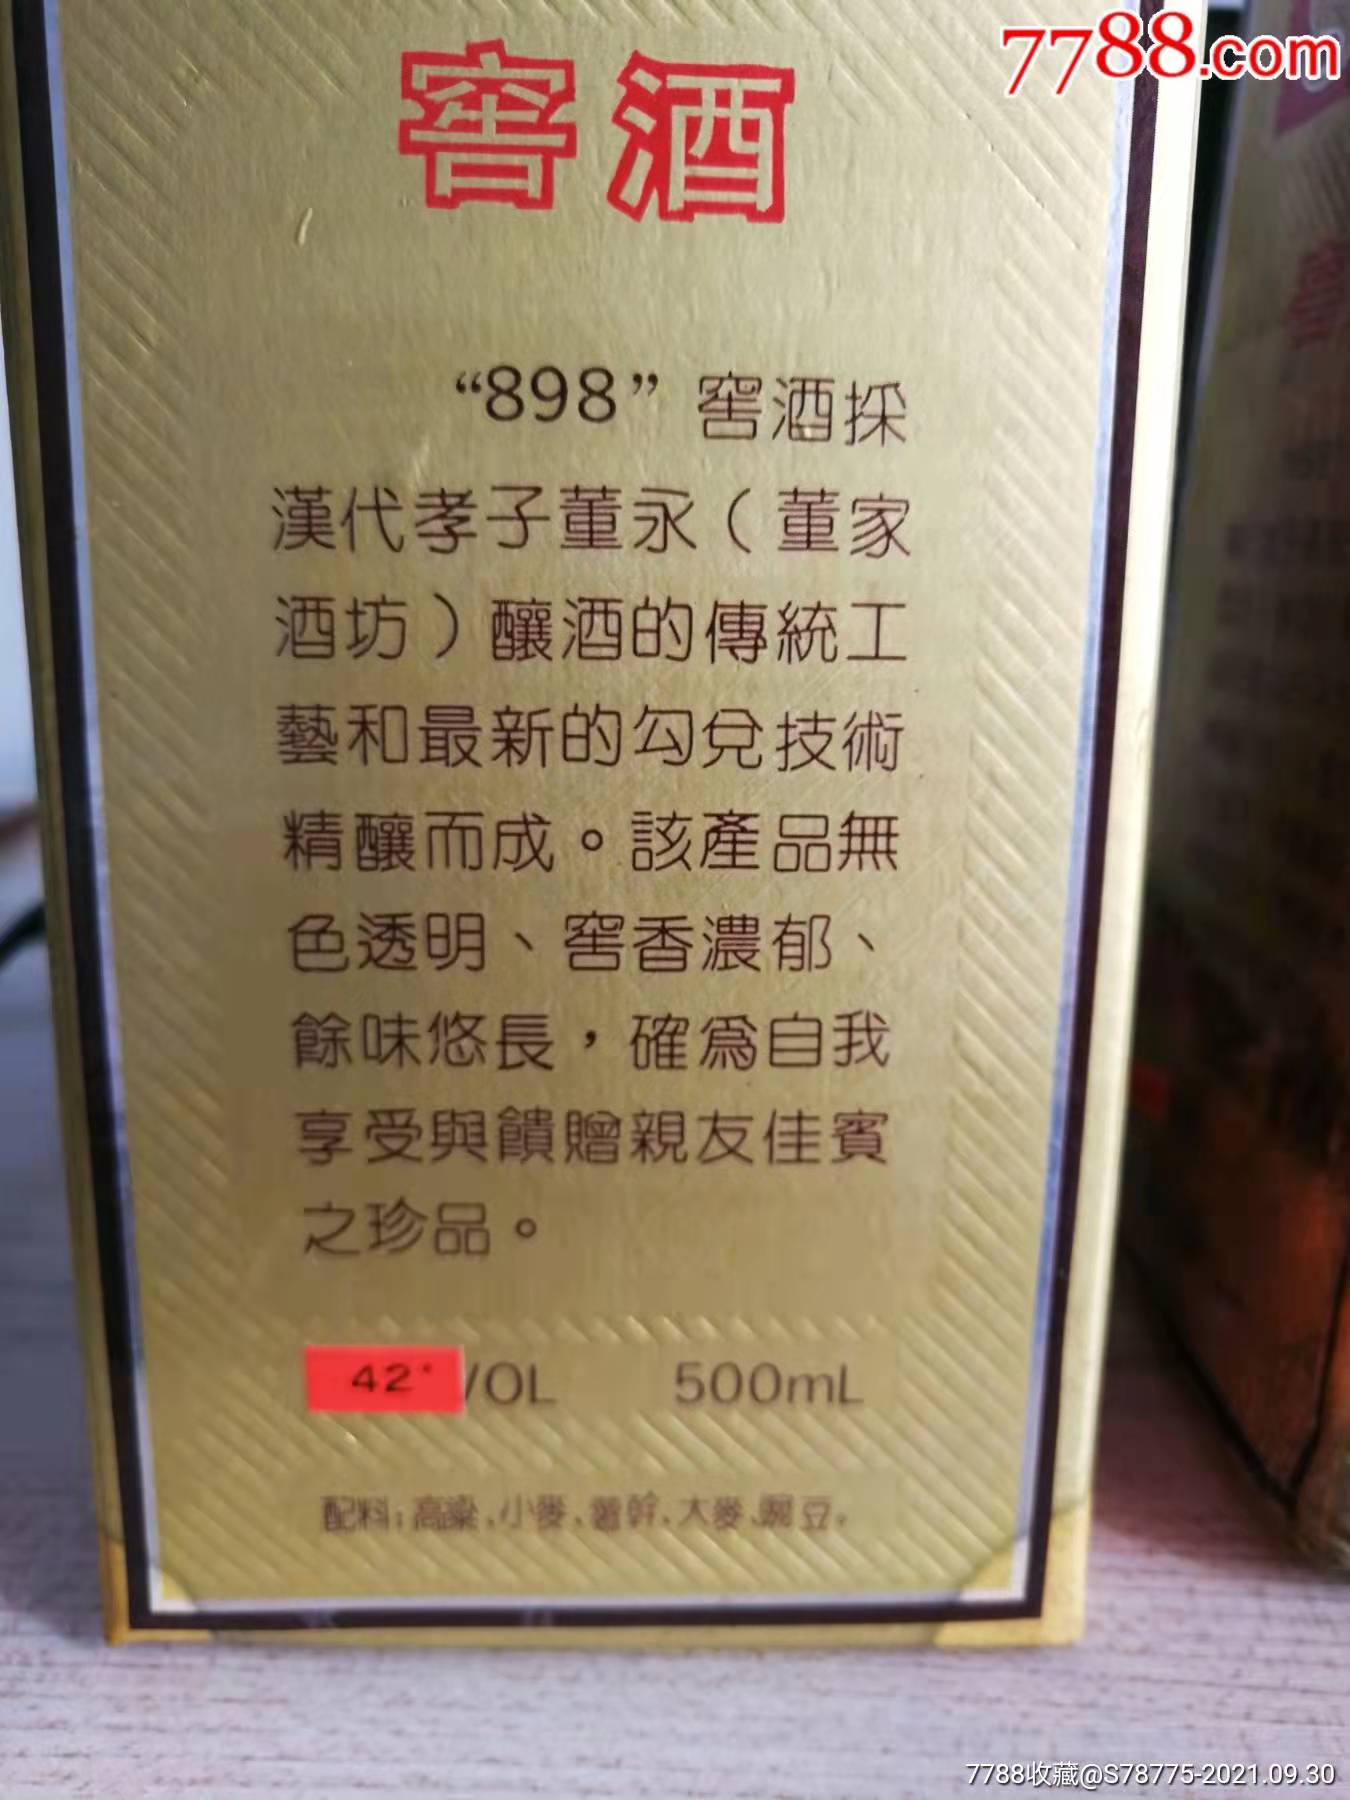 7788.com
窖酒
“898”窖酒採
漢代孝子董永（董家
酒坊）釀酒的傳統工
藝和最新的勾兌技術
精釀而成。該產品無
色透明、窖香濃郁、
餘味悠長，確為自我
享受與饋贈親友佳賓
之珍品。
42° /OL 500mL
配料:高粱、小麥、薯幹、大麥、豌豆。
7788收藏@S78775-2021.09.30